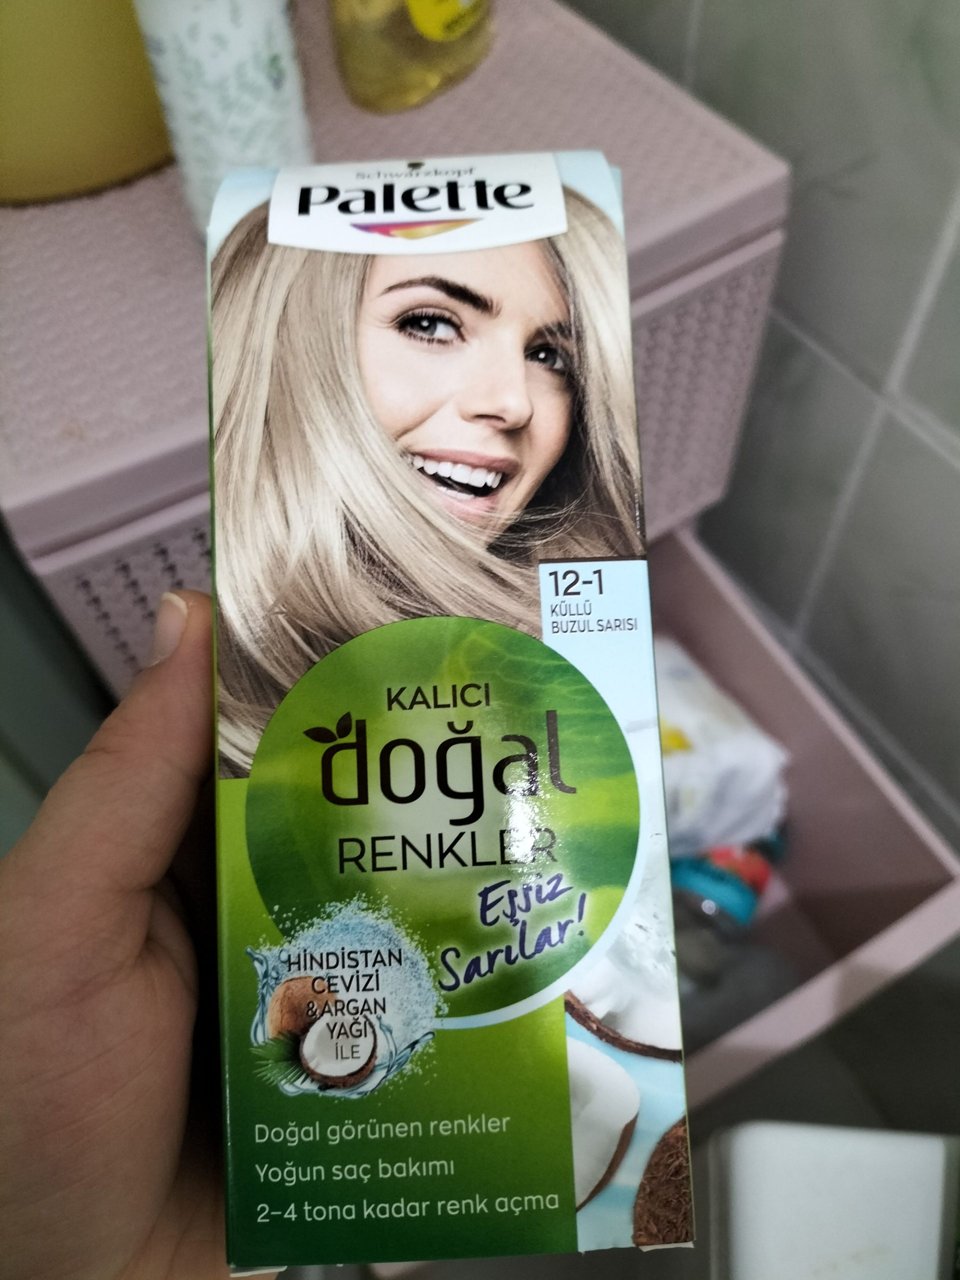 Schwarzkopf
Palette
12-1
KÜLLÜ
BUZUL SARISI
KALICI
doğal
RENKLER
Eşsiz
Sarılar!
HİNDİSTAN
CEVİZİ
& ARGAN
YAĞI
İLE
Doğal görünen renkler
Yoğun saç bakımı
2-4 tona kadar renk açma